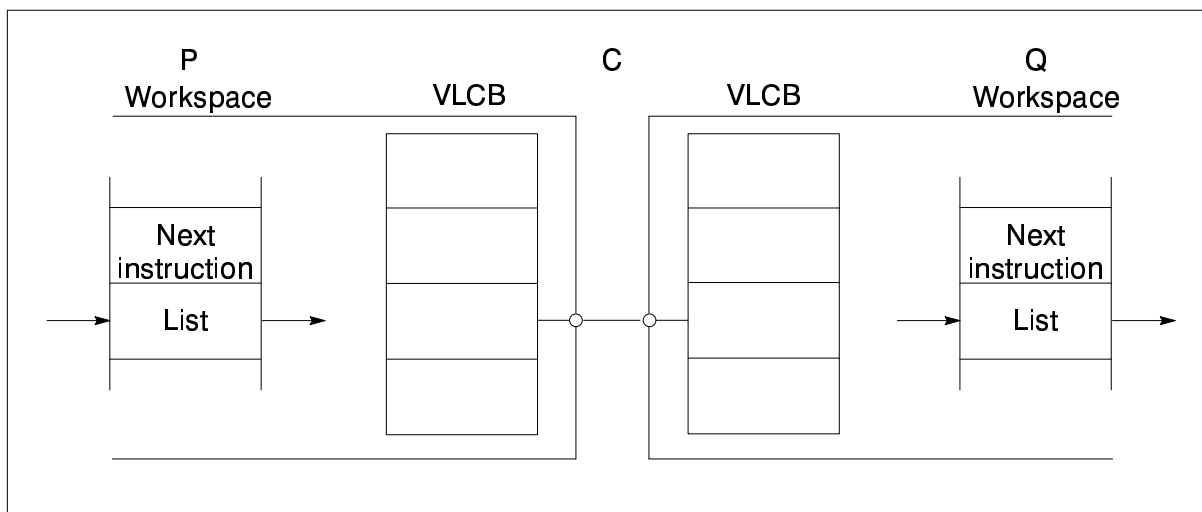 P
C
Q
Workspace
VLCB
VLCB
Workspace
Next
instruction
List
Next
instruction
List